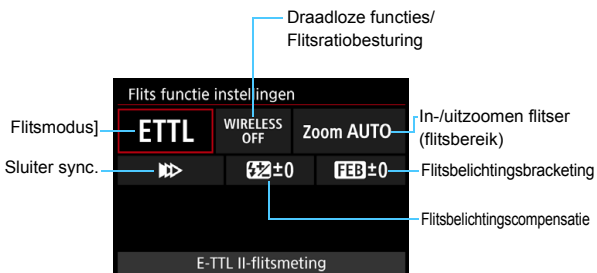 Draadloze functies/
Flitsratiobesturing
Flits functie instellingen
Flitsmodus]
ETTL
WIRELESS
OFF
Zoom AUTO
In-/uitzoomen flitser
(flitsbereik)
Sluiter sync.
±0
FEB±0
Flitsbelichtingsbracketing
Flitsbelichtingscompensatie
E-TTL II-flitsmeting